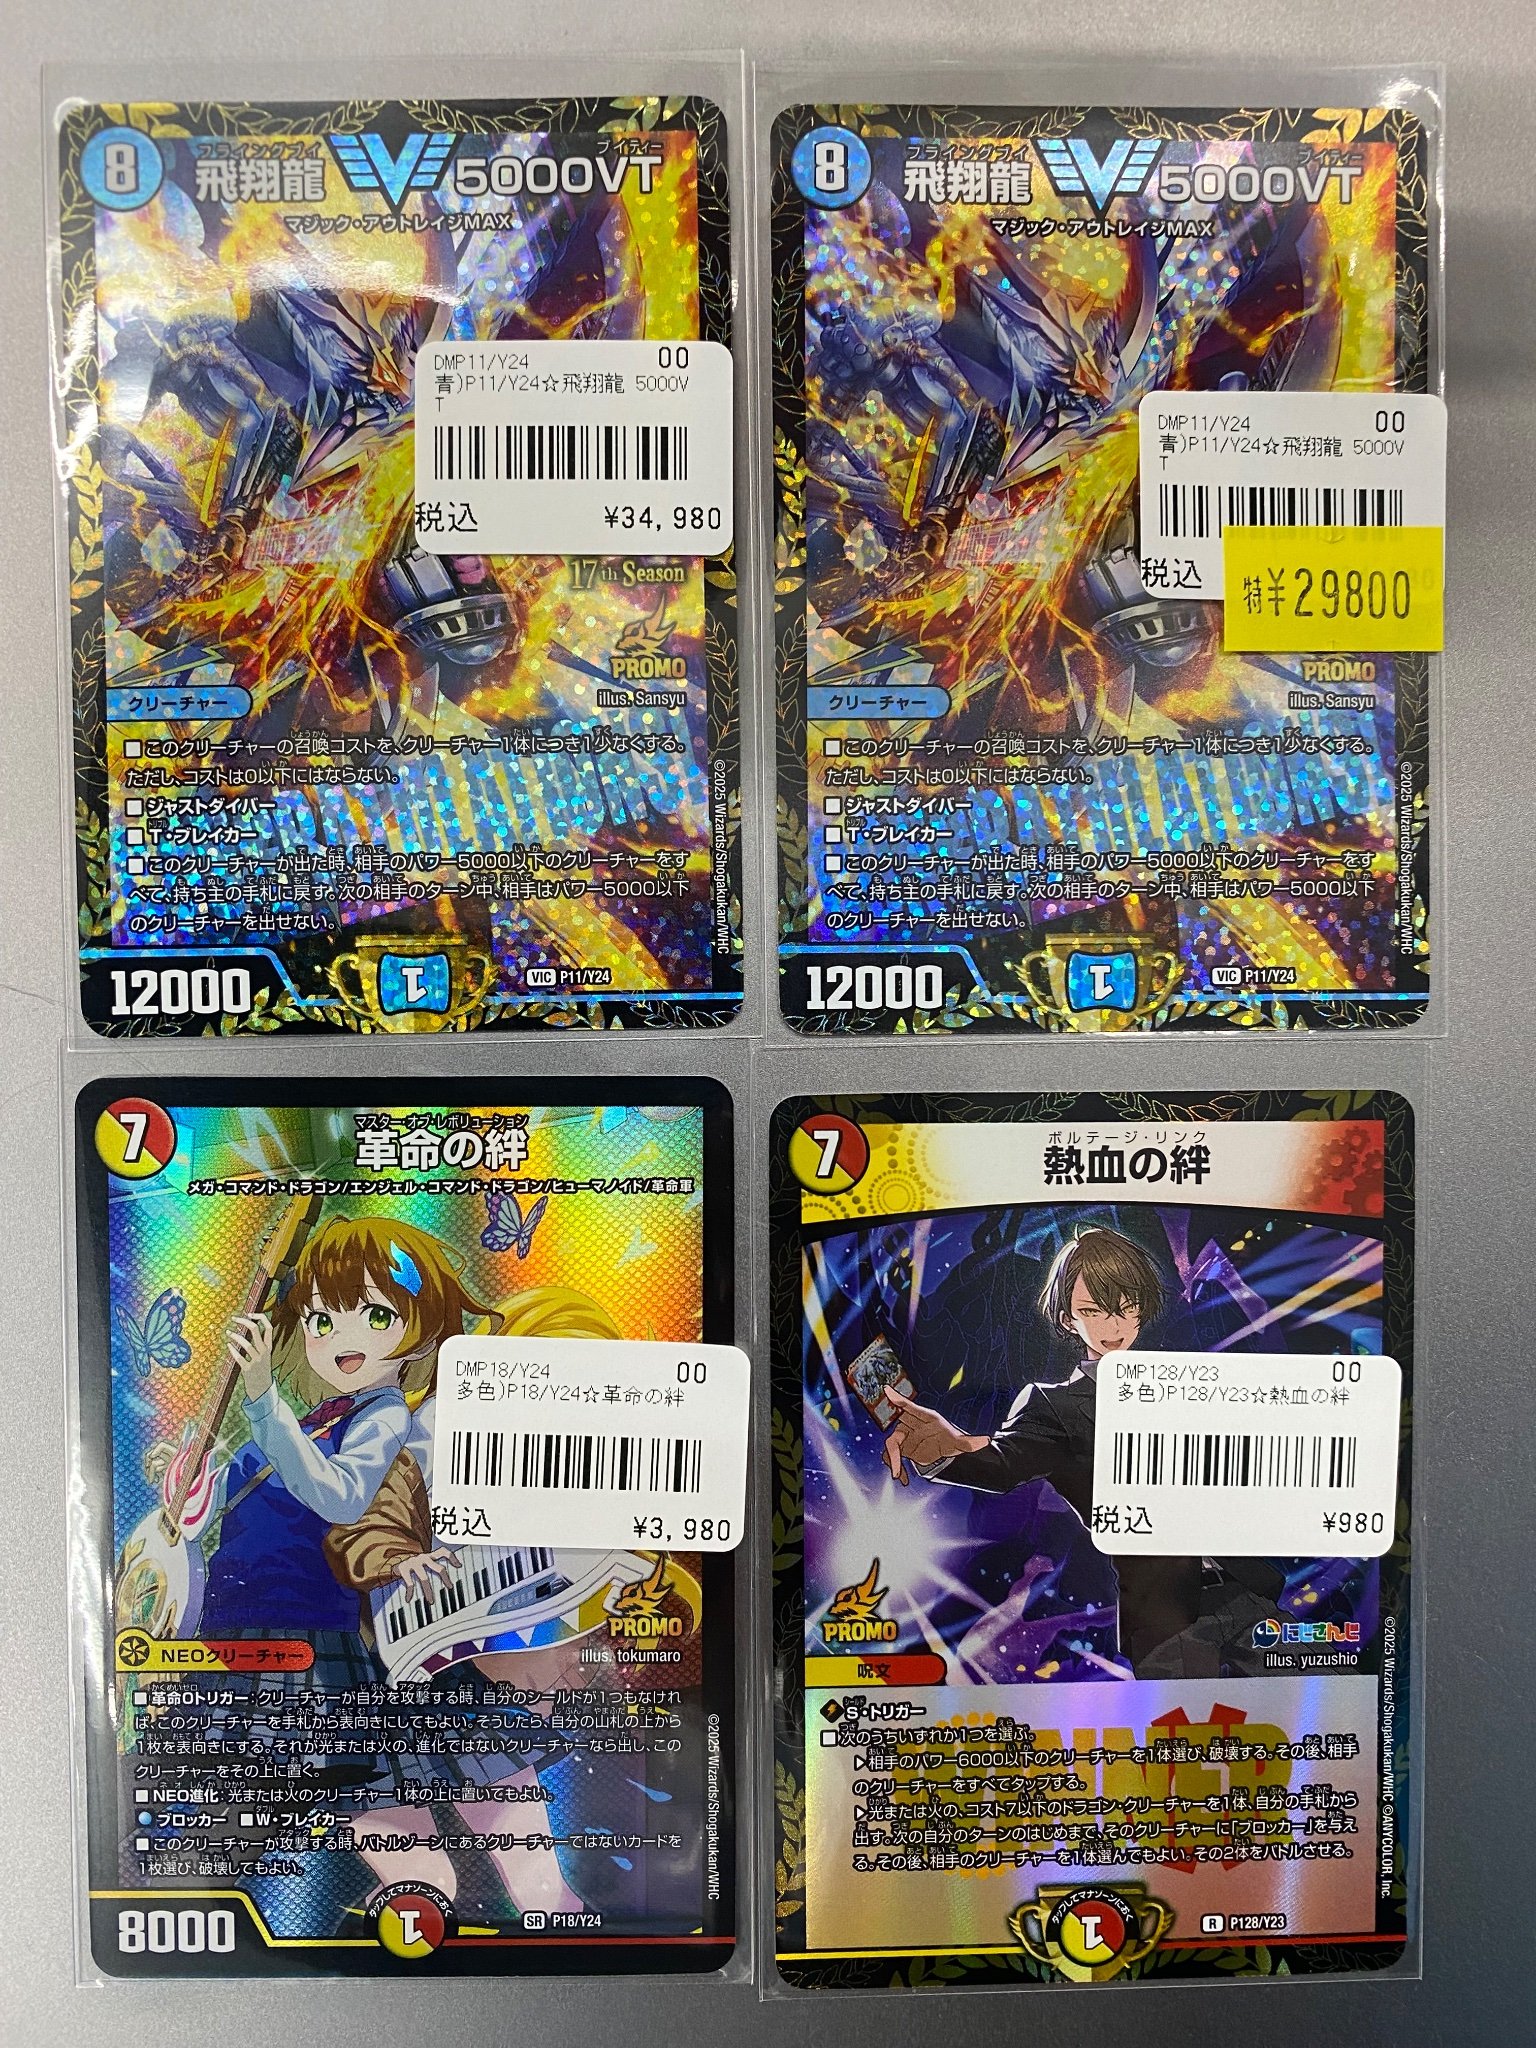 8
フライングブイ
飛翔龍 V 5000VT
ブイティー
マジック・アウトレイジMAX
DMP11/Y24 00
青)P11/Y24☆飛翔龍 5000V
T
税込 ¥34,980
17th Season
PROMO
illus. Sansyu
クリーチャー
■このクリーチャーの召喚コストを、クリーチャー1体につき1少なくする。
ただし、コストは0以下にはならない。
■ジャストダイバー
■T・ブレイカー
■このクリーチャーが出た時、相手のパワー5000以下のクリーチャーをす
べて、持ち主の手札に戻す。次の相手のターン中、相手はパワー5000以下
のクリーチャーを出せない。
©2025 Wizards/Shogakukan/WHC
12000
1
VIC P11/Y24
8
フライングブイ
飛翔龍 V 5000VT
ブイティー
マジック・アウトレイジMAX
DMP11/Y24 00
青)P11/Y24☆飛翔龍 5000V
T
税込
特¥29800
PROMO
illus. Sansyu
クリーチャー
■このクリーチャーの召喚コストを、クリーチャー1体につき1少なくする。
ただし、コストは0以下にはならない。
■ジャストダイバー
■T・ブレイカー
■このクリーチャーが出た時、相手のパワー5000以下のクリーチャーをす
べて、持ち主の手札に戻す。次の相手のターン中、相手はパワー5000以下
のクリーチャーを出せない。
©2025 Wizards/Shogakukan/WHC
12000
1
VIC P11/Y24
7
マスター・オブ・レボリューション
革命の絆
メガ・コマンド・ドラゴン/エンジェル・コマンド・ドラゴン/ヒューマノイド/革命軍
DMP18/Y24 00
多色)P18/Y24☆革命の絆
税込 ¥3,980
PROMO
illus. tokumaro
NEOクリーチャー
■革命0トリガー:クリーチャーが自分を攻撃する時、自分のシールドが1つもなけれ
ば、このクリーチャーを手札から表向きにしてもよい。そうしたら、自分の山札の上から
1枚を表向きにする。それが光または火の、進化ではないクリーチャーなら出し、この
クリーチャーをその上に置く。
■NEO進化:光または火のクリーチャー1体の上に置いてもよい。
ブロッカー ■W・ブレイカー
■このクリーチャーが攻撃する時、バトルゾーンにあるクリーチャーではないカードを
1枚選び、破壊してもよい。
©2025 Wizards/Shogakukan/WHC
8000
タップしてマナゾーンにおく
1
SR P18/Y24
7
ボルテージ・リンク
熱血の絆
DMP128/Y23 00
多色)P128/Y23☆熱血の絆
税込 ¥980
PROMO
にじさんじ
illus. yuzushio
呪文
S・トリガー
■次のうちいずれか1つを選ぶ。
▶相手のパワー6000以下のクリーチャーを1体選び、破壊する。その後、相手
のクリーチャーをすべてタップする。
▶光または火の、コスト7以下のドラゴン・クリーチャーを1体、自分の手札から
出す。次の自分のターンのはじめまで、そのクリーチャーに「ブロッカー」を与え
る。その後、相手のクリーチャーを1体選んでもよい。その2体をバトルさせる。
WINNER
©2025 Wizards/Shogakukan/WHC ©ANYCOLOR, Inc.
タップしてマナゾーンにおく
1
R P128/Y23